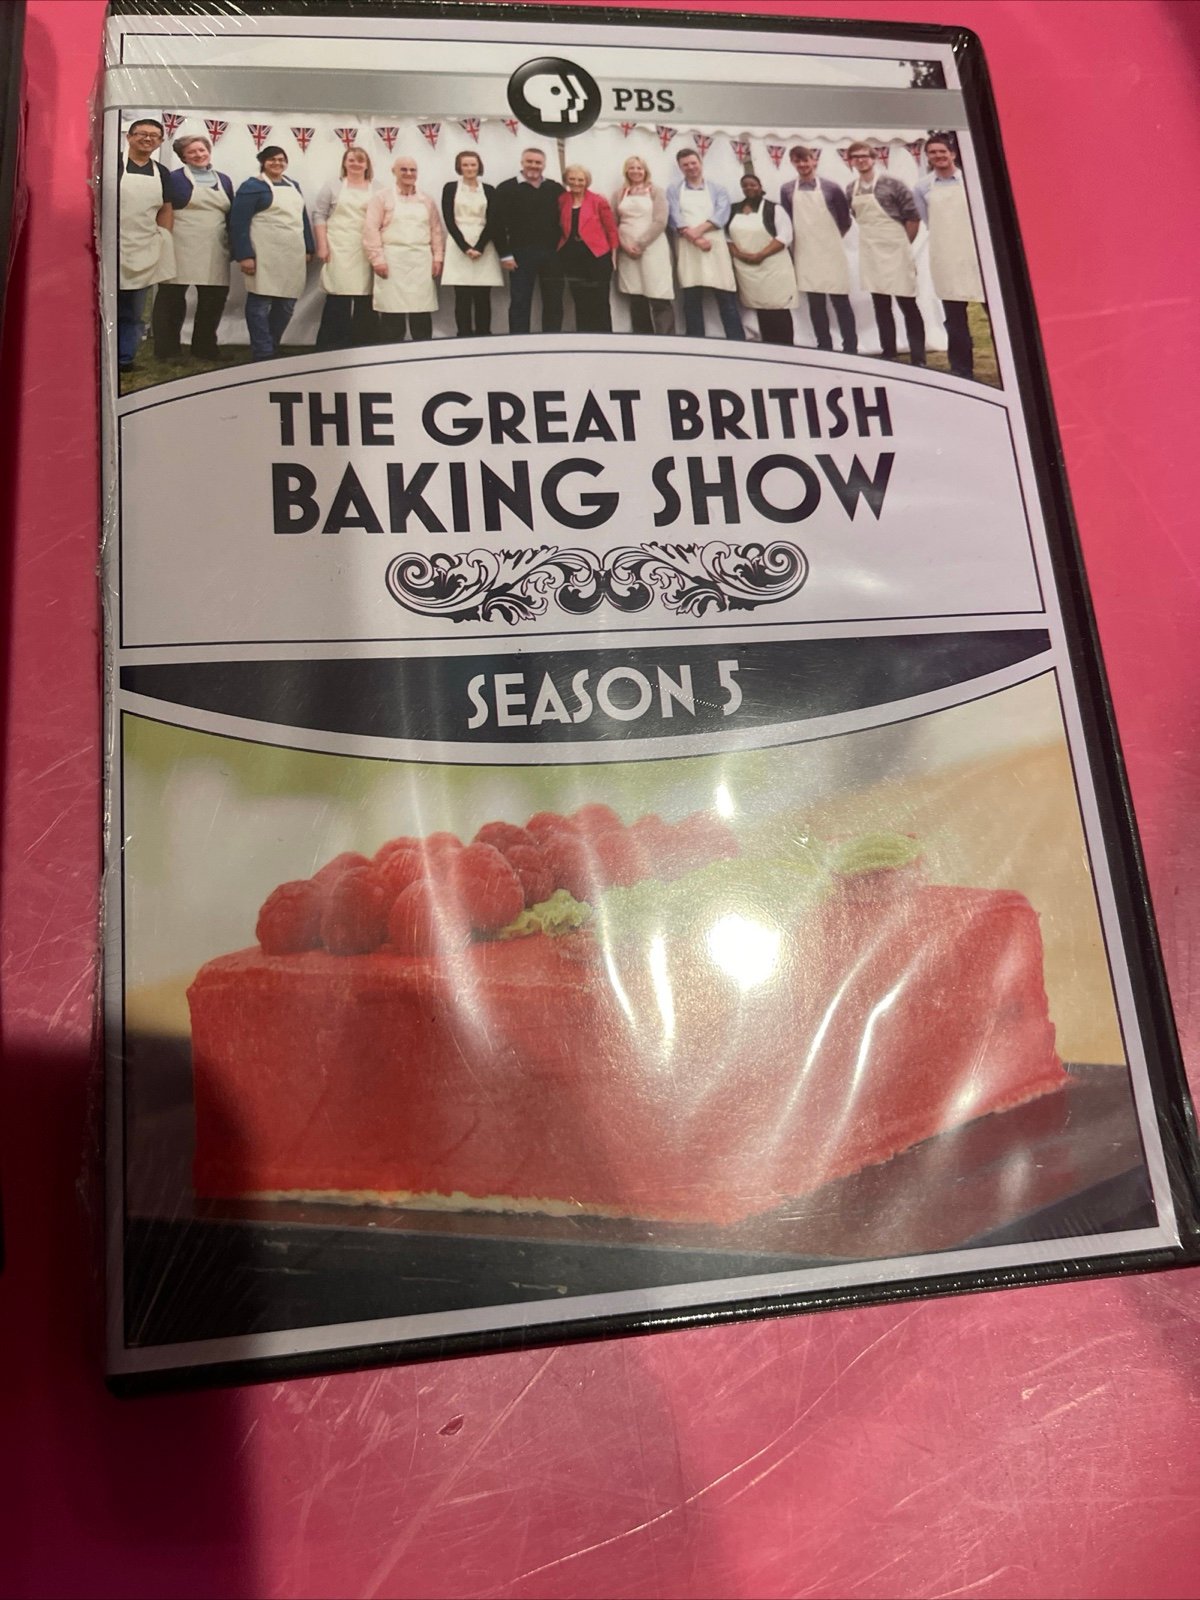 PBS
THE GREAT BRITISH
BAKING SHOW
SEASON 5